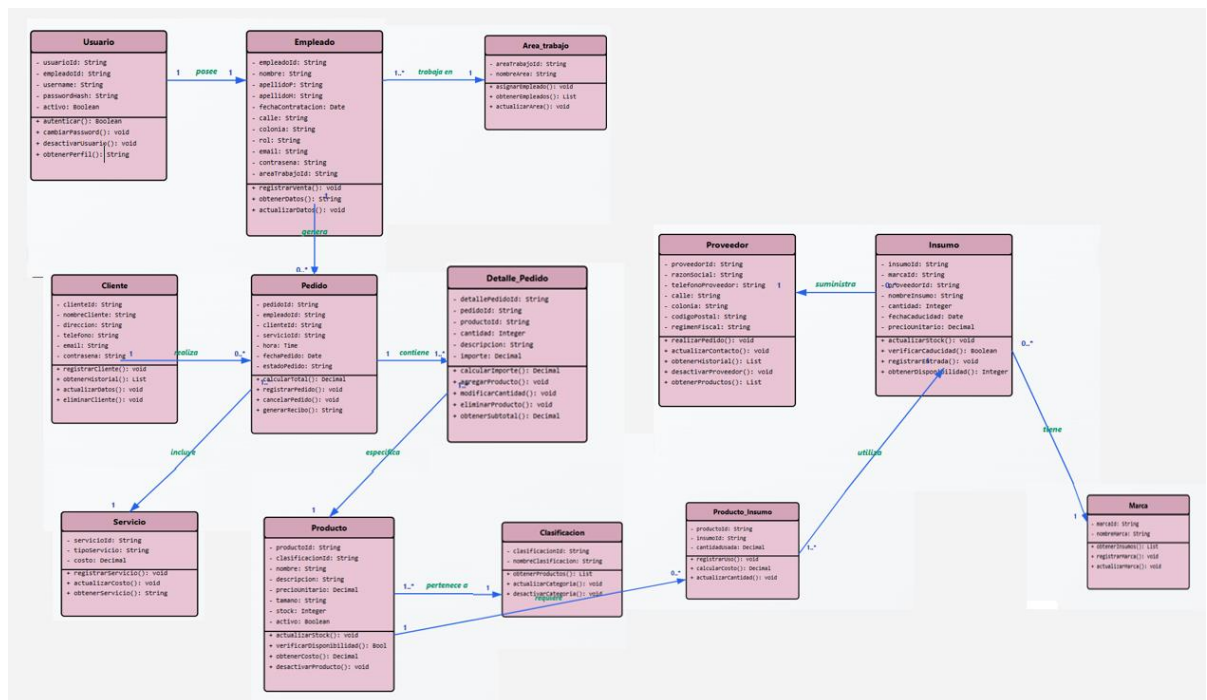 Usuario
- usuarioId: String
- empleadoId: String
- username: String
- passwordHash: String
- activo: Boolean
+ autenticar(): Boolean
+ cambiarPassword(): void
+ desactivarUsuario(): void
+ obtenerPerfil(): String
1 posee 1
Empleado
- empleadoId: String
- nombre: String
- apellidoP: String
- apellidoM: String
- fechaContratacion: Date
- calle: String
- colonia: String
- rol: String
- email: String
- contrasena: String
- areaTrabajoId: String
+ registrarVenta(): void
+ obtenerDatos(): String
+ actualizarDatos(): void
1..* trabaja en 1
Area_trabajo
- areaTrabajoId: String
- nombreArea: String
+ asignarEmpleado(): void
+ obtenerEmpleados(): List
+ actualizarArea(): void
1
genera
0..*
Cliente
- clienteId: String
- nombreCliente: String
- direccion: String
- telefono: String
- email: String
- contrasena: String
+ registrarCliente(): void
+ obtenerHistorial(): List
+ actualizarDatos(): void
+ eliminarCliente(): void
1 realiza 0..*
Pedido
- pedidoId: String
- empleadoId: String
- clienteId: String
- servicioId: String
- hora: Time
- fechaPedido: Date
- estadoPedido: String
+ calcularTotal(): Decimal
+ registrarPedido(): void
+ cancelarPedido(): void
+ generarRecibo(): String
1 contiene 1..*
Detalle_Pedido
- detallePedidoId: String
- pedidoId: String
- productoId: String
- cantidad: Integer
- descripcion: String
- importe: Decimal
+ calcularImporte(): Decimal
+ agregarProducto(): void
+ modificarCantidad(): void
+ eliminarProducto(): void
+ obtenerSubtotal(): Decimal
Proveedor
- proveedorId: String
- razonSocial: String
- telefonoProveedor: String
- calle: String
- colonia: String
- codigoPostal: String
- regimenFiscal: String
+ realizarPedido(): void
+ actualizarContacto(): void
+ obtenerHistorial(): List
+ desactivarProveedor(): void
+ obtenerProductos(): List
1 suministra 0..*
Insumo
- insumoId: String
- marcaId: String
- proveedorId: String
- nombreInsumo: String
- cantidad: Integer
- fechaCaducidad: Date
- precioUnitario: Decimal
+ actualizarStock(): void
+ verificarCaducidad(): Boolean
+ registrarEntrada(): void
+ obtenerDisponibilidad(): Integer
0..*
tiene
1
1..*
incluye
1
1..*
especifica
1
utiliza
1..*
Servicio
- servicioId: String
- tipoServicio: String
- costo: Decimal
+ registrarServicio(): void
+ actualizarCosto(): void
+ obtenerServicio(): String
Producto
- productoId: String
- clasificacionId: String
- nombre: String
- descripcion: String
- precioUnitario: Decimal
- tamano: String
- stock: Integer
- activo: Boolean
+ actualizarStock(): void
+ verificarDisponibilidad(): Bool
+ obtenerCosto(): Decimal
+ desactivarProducto(): void
1..* pertenece a 1
Clasificacion
- clasificacionId: String
- nombreClasificacion: String
+ obtenerProductos(): List
+ actualizarCategoria(): void
+ desactivarCategoria(): void
1 requiere 0..*
Producto_Insumo
- productoId: String
- insumoId: String
- cantidadUsada: Decimal
+ registrarUso(): void
+ calcularCosto(): Decimal
+ actualizarCantidad(): void
Marca
- marcaId: String
- nombreMarca: String
+ obtenerInsumos(): List
+ registrarMarca(): void
+ actualizarMarca(): void